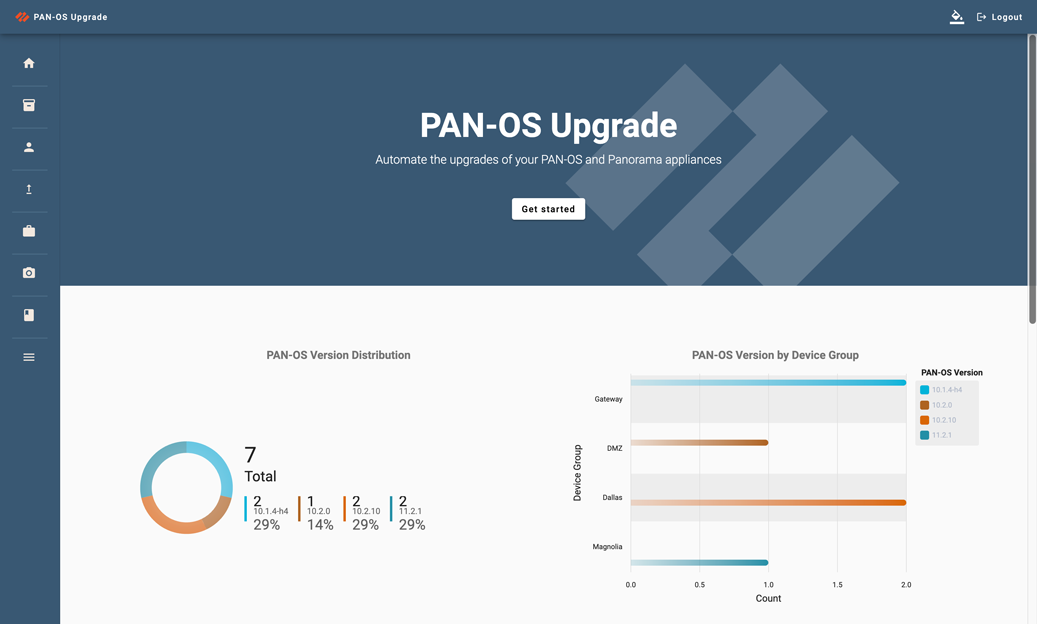 PAN-OS Upgrade
Logout
PAN-OS Upgrade
Automate the upgrades of your PAN-OS and Panorama appliances
Get started
PAN-OS Version Distribution
7
Total
2
10.1.4-h4
29%
1
10.2.0
14%
2
10.2.10
29%
2
11.2.1
29%
PAN-OS Version by Device Group
PAN-OS Version
10.1.4-h4
10.2.0
10.2.10
11.2.1
Device Group
Gateway
DMZ
Dallas
Magnolia
0.0 0.5 1.0 1.5 2.0
Count